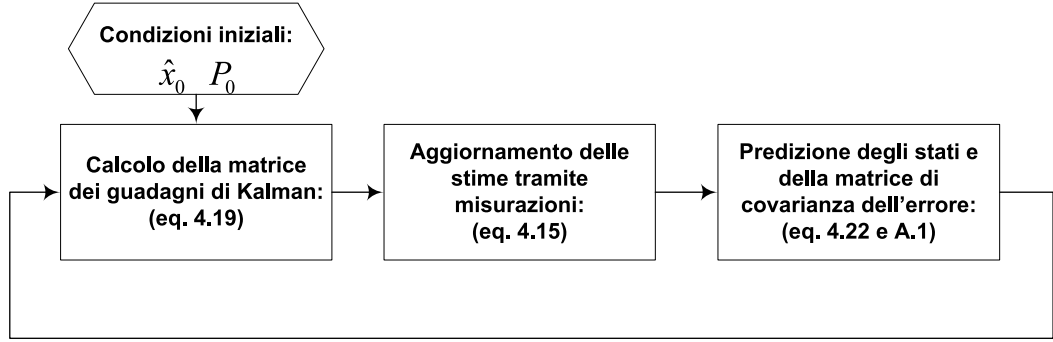 Condizioni iniziali:
x̂₀ P₀
Calcolo della matrice
dei guadagni di Kalman:
(eq. 4.19)
Aggiornamento delle
stime tramite
misurazioni:
(eq. 4.15)
Predizione degli stati e
della matrice di
covarianza dell'errore:
(eq. 4.22 e A.1)